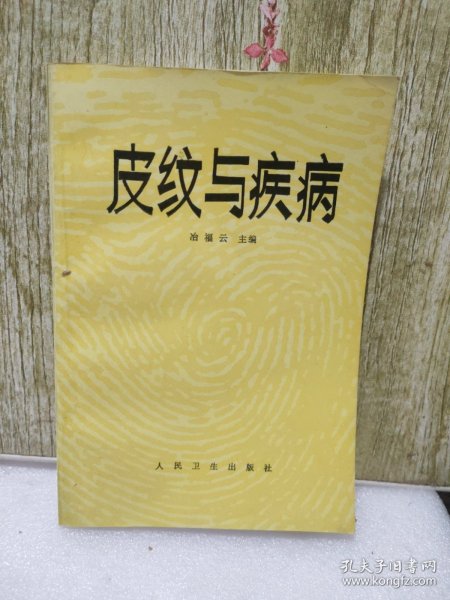 皮纹与疾病
冶福云 主编
人民卫生出版社
孔夫子旧书网
www.kongfz.com